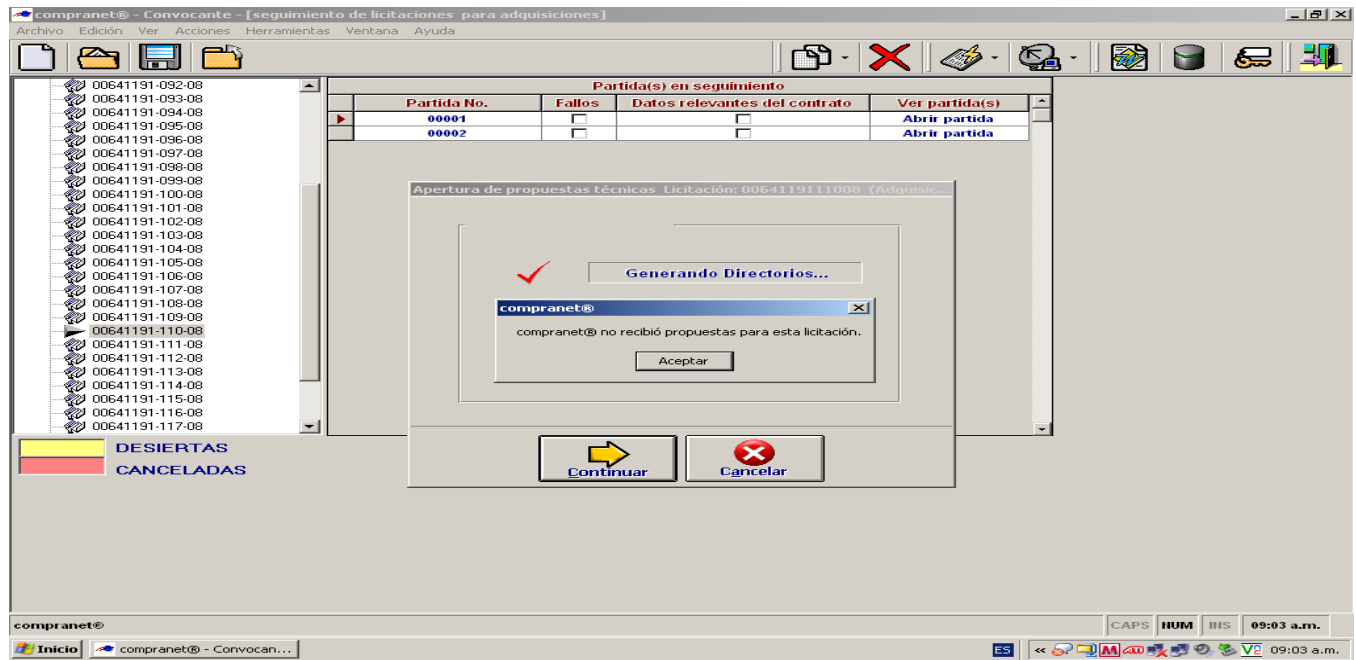 compranet® - Convocante - [seguimiento de licitaciones para adquisiciones]
Archivo Edición Ver Acciones Herramientas Ventana Ayuda
00641191-092-08
00641191-093-08
00641191-094-08
00641191-095-08
00641191-096-08
00641191-097-08
00641191-098-08
00641191-099-08
00641191-100-08
00641191-101-08
00641191-102-08
00641191-103-08
00641191-104-08
00641191-105-08
00641191-106-08
00641191-107-08
00641191-108-08
00641191-109-08
00641191-110-08
00641191-111-08
00641191-112-08
00641191-113-08
00641191-114-08
00641191-115-08
00641191-116-08
00641191-117-08
DESIERTAS
CANCELADAS
Partida(s) en seguimiento
Partida No. Fallos Datos relevantes del contrato Ver partida(s)
00001 Abrir partida
00002 Abrir partida
Apertura de propuestas técnicas Licitación: 0064119111008 (Adquisic...
Generando Directorios...
compranet®
compranet® no recibió propuestas para esta licitación.
Aceptar
Continuar Cancelar
compranet® CAPS NUM INS 09:03 a.m.
Inicio compranet® - Convocan... ES « 09:03 a.m.